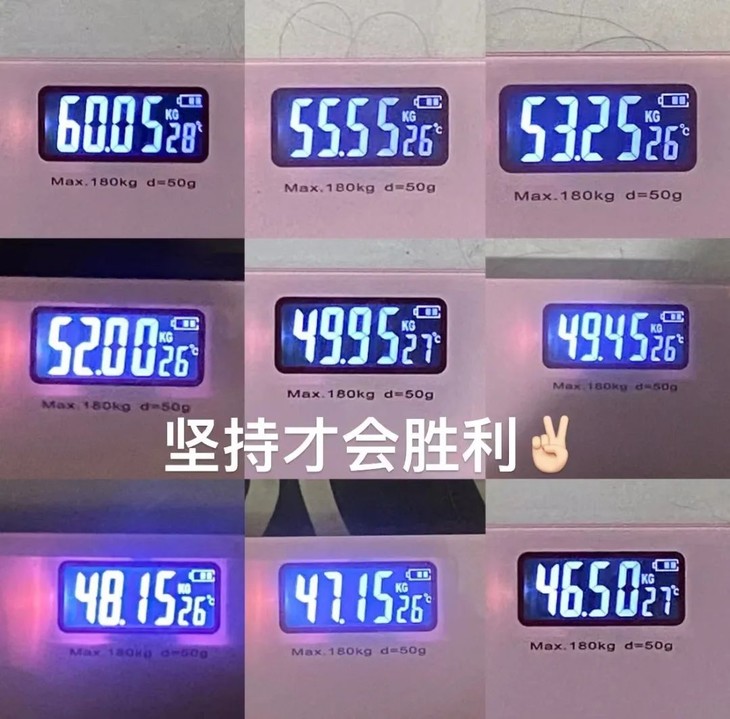 60.05 KG 28℃
Max.180kg d=50g
55.55 KG 26℃
Max.180kg d=50g
53.25 KG 26℃
Max.180kg d=50g
52.00 KG 26℃
Max.180kg d=50g
49.95 KG 27℃
Max.180kg d=50g
49.45 KG 26℃
Max.180kg d=50g
坚持才会胜利✌🏻
48.15 KG 26℃
Max.180kg d=50g
47.15 KG 26℃
Max.180kg d=50g
46.50 KG 27℃
Max.180kg d=50g